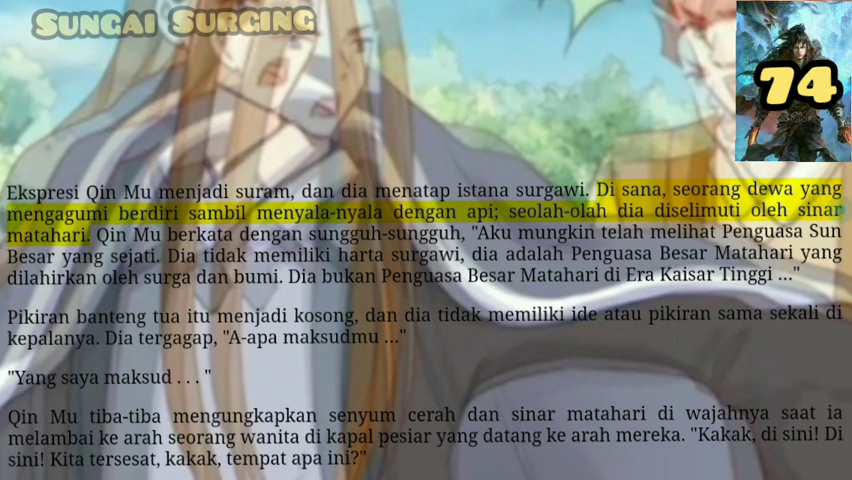 Sungai Surging
74
Ekspresi Qin Mu menjadi suram, dan dia menatap istana surgawi. Di sana, seorang dewa yang
mengagumi berdiri sambil menyala-nyala dengan api; seolah-olah dia diselimuti oleh sinar
matahari. Qin Mu berkata dengan sungguh-sungguh, "Aku mungkin telah melihat Penguasa Sun
Besar yang sejati. Dia tidak memiliki harta surgawi, dia adalah Penguasa Besar Matahari yang
dilahirkan oleh surga dan bumi. Dia bukan Penguasa Besar Matahari di Era Kaisar Tinggi ..."
Pikiran banteng tua itu menjadi kosong, dan dia tidak memiliki ide atau pikiran sama sekali di
kepalanya. Dia tergagap, "A-apa maksudmu ..."
"Yang saya maksud . . . "
Qin Mu tiba-tiba mengungkapkan senyum cerah dan sinar matahari di wajahnya saat ia
melambai ke arah seorang wanita di kapal pesiar yang datang ke arah mereka. "Kakak, di sini! Di
sini! Kita tersesat, kakak, tempat apa ini?"